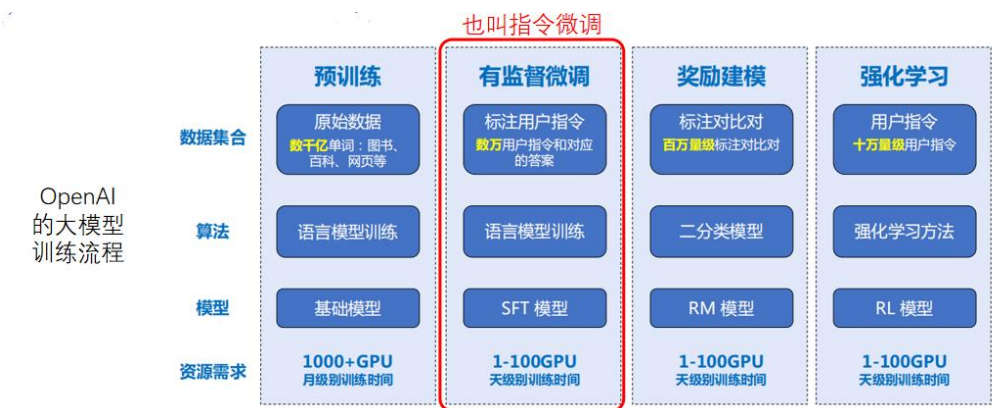 也叫指令微调
预训练
有监督微调
奖励建模
强化学习
数据集合
原始数据
数千亿单词：图书、
百科、网页等
标注用户指令
数万用户指令和对应
的答案
标注对比对
百万量级标注对比对
用户指令
十万量级用户指令
OpenAI
的大模型
训练流程
算法
语言模型训练
语言模型训练
二分类模型
强化学习方法
模型
基础模型
SFT 模型
RM 模型
RL 模型
资源需求
1000+GPU
月级别训练时间
1-100GPU
天级别训练时间
1-100GPU
天级别训练时间
1-100GPU
天级别训练时间